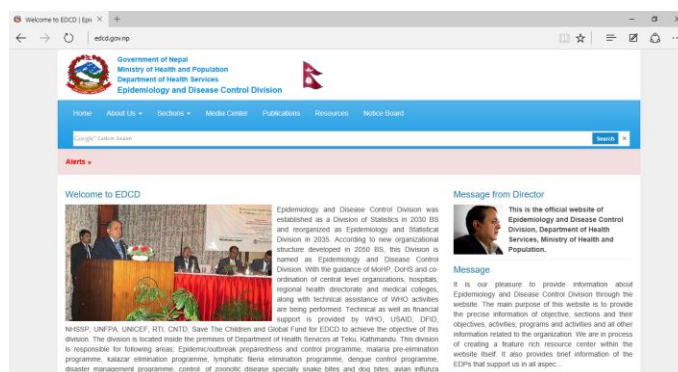 Welcome to EDCD | Epi
edcd.gov.np
Government of Nepal
Ministry of Health and Population
Department of Health Services
Epidemiology and Disease Control Division
Home About Us Sections Media Center Publications Resources Notice Board
Google Custom Search Search ×
Alerts »
Welcome to EDCD
Epidemiology and Disease Control Division was
established as a Division of Statistics in 2030 BS
and reorganized as Epidemiology and Statistical
Division in 2035. According to new organizational
structure developed in 2050 BS, this Division is
named as Epidemiology and Disease Control
Division. With the guidance of MoHP, DoHS and co-
ordination of central level organizations, hospitals,
regional health directorate and medical colleges,
along with technical assistance of WHO activities
are being performed. Technical as well as financial
support is provided by WHO, USAID, DFID,
NHSSP, UNFPA, UNICEF, RTI, CNTD, Save The Children and Global Fund for EDCD to achieve the objective of this
division. The division is located inside the premises of Department of Health Services at Teku, Kathmandu. This division
is responsible for following areas: Epidemic/outbreak preparedness and control programme, malaria pre-elimination
programme, kalazar elimination programme, lymphatic fileria elimination programme, dengue control programme,
disaster management programme, control of zoonotic disease specially snake bites and dog bites, avian influnza
Message from Director
This is the official website of
Epidemiology and Disease Control
Division, Department of Health
Services, Ministry of Health and
Population.
Message
It is our pleasure to provide information about
Epidemiology and Disease Control Division through the
website. The main purpose of this website is to provide
the precise information of objective, sections and their
objectives, activities, programs and activities and all other
information related to the organization. We are in process
of creating a feature rich resource center within the
website itself. It also provides brief information of the
EDPs that support us in all aspec...